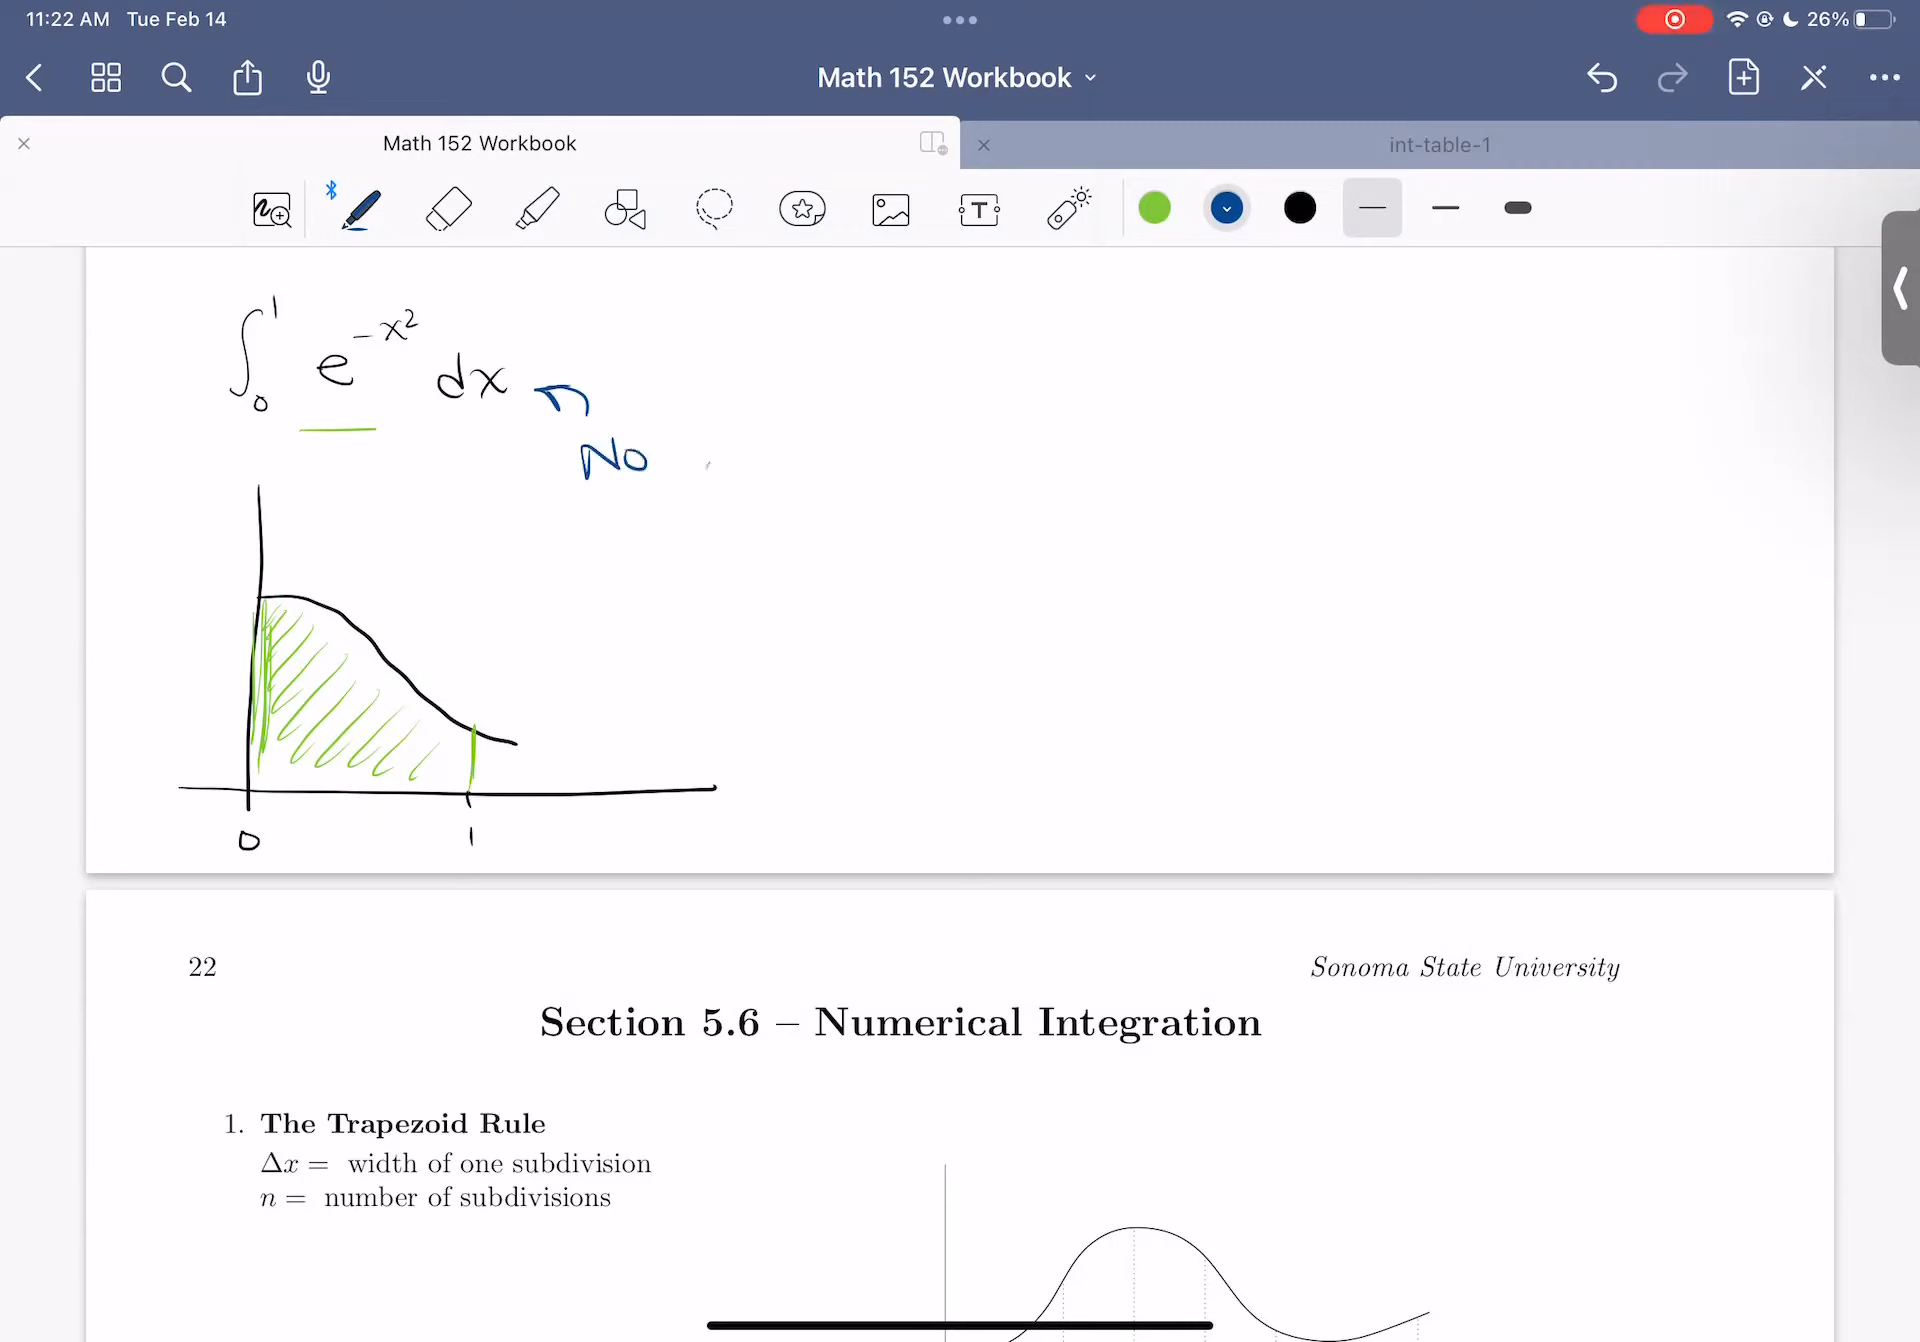 11:22 AM Tue Feb 14
26%
Math 152 Workbook
Math 152 Workbook
int-table-1
∫₀¹ e^{-x²} dx
No
0 1
22 Sonoma State University
Section 5.6 – Numerical Integration
1. The Trapezoid Rule
Δx = width of one subdivision
n = number of subdivisions